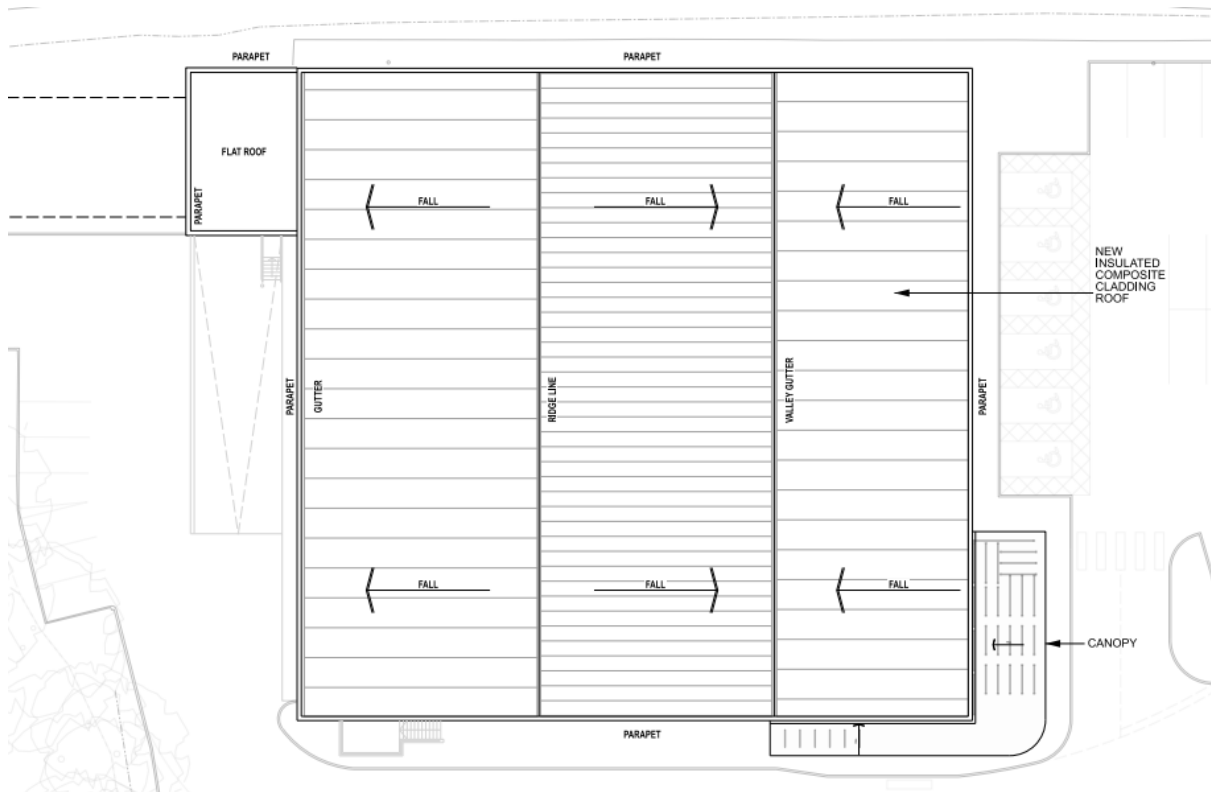 PARAPET
PARAPET
FLAT ROOF
PARAPET
FALL
FALL
FALL
NEW
INSULATED
COMPOSITE
CLADDING
ROOF
PARAPET
GUTTER
RIDGE LINE
VALLEY GUTTER
PARAPET
FALL
FALL
FALL
CANOPY
PARAPET